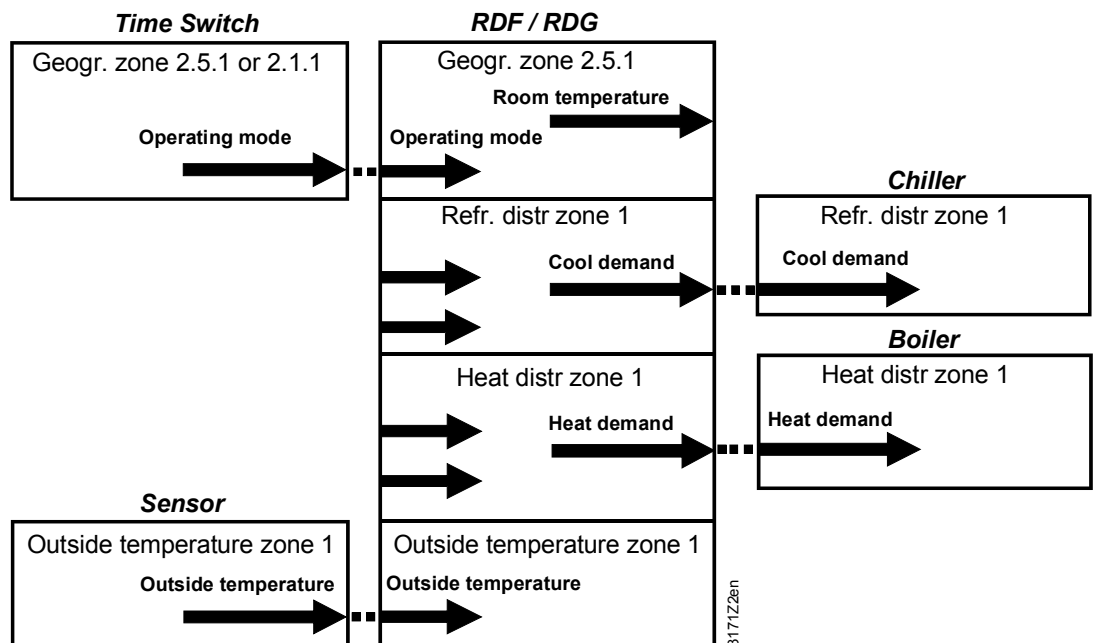 Time Switch
Geogr. zone 2.5.1 or 2.1.1
Operating mode
RDF / RDG
Geogr. zone 2.5.1
Room temperature
Operating mode
Refr. distr zone 1
Cool demand
Heat distr zone 1
Heat demand
Outside temperature zone 1
Outside temperature
Chiller
Refr. distr zone 1
Cool demand
Boiler
Heat distr zone 1
Heat demand
Sensor
Outside temperature zone 1
Outside temperature
3171Z2en